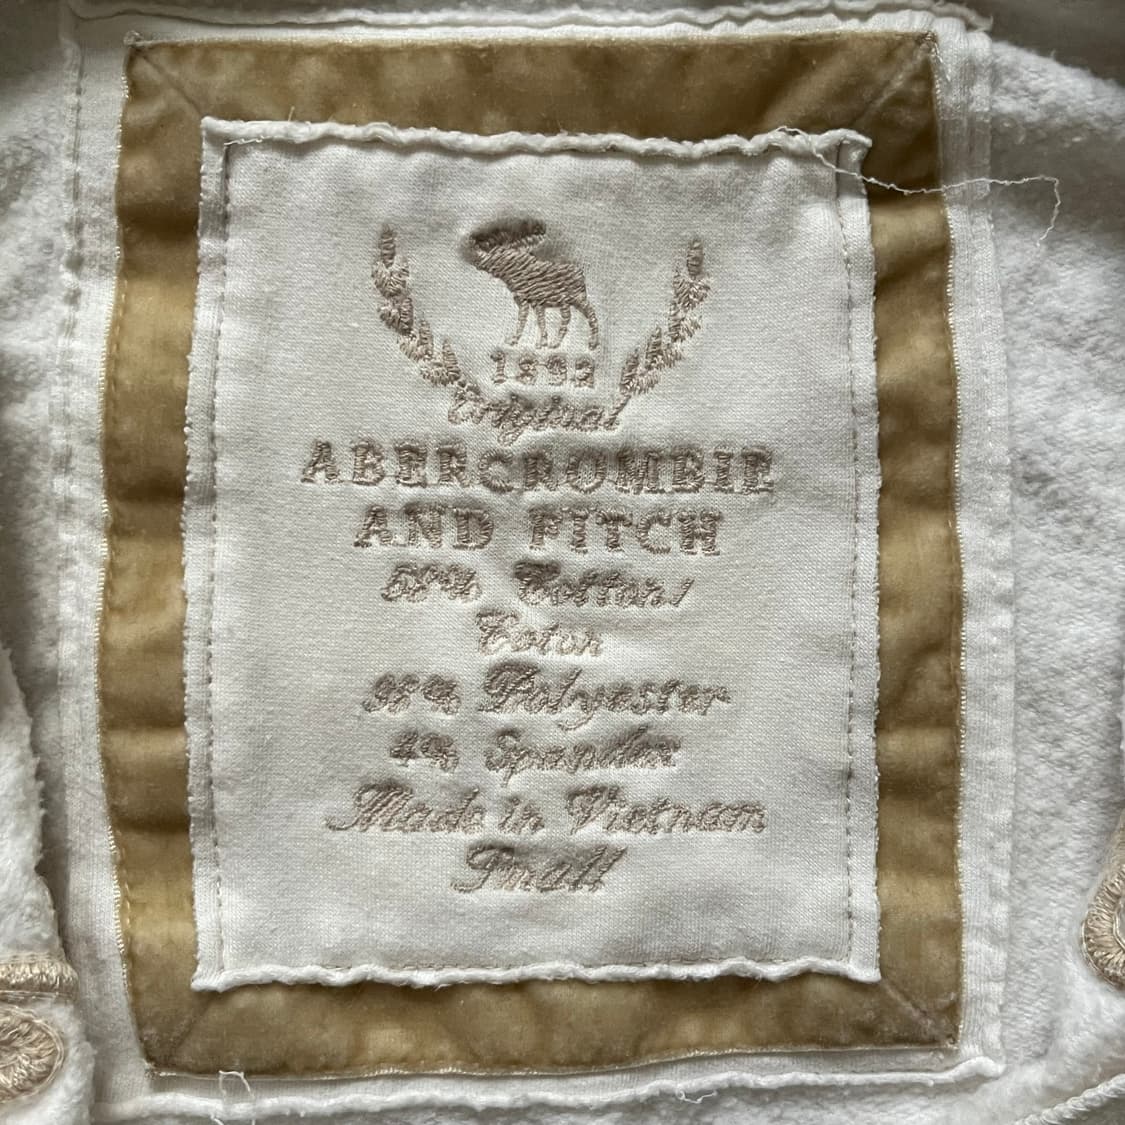 1892
Original
ABERCROMBIE
AND FITCH
58% Cotton/
Coton
38% Polyester
4% Spandex
Made in Vietnam
Small